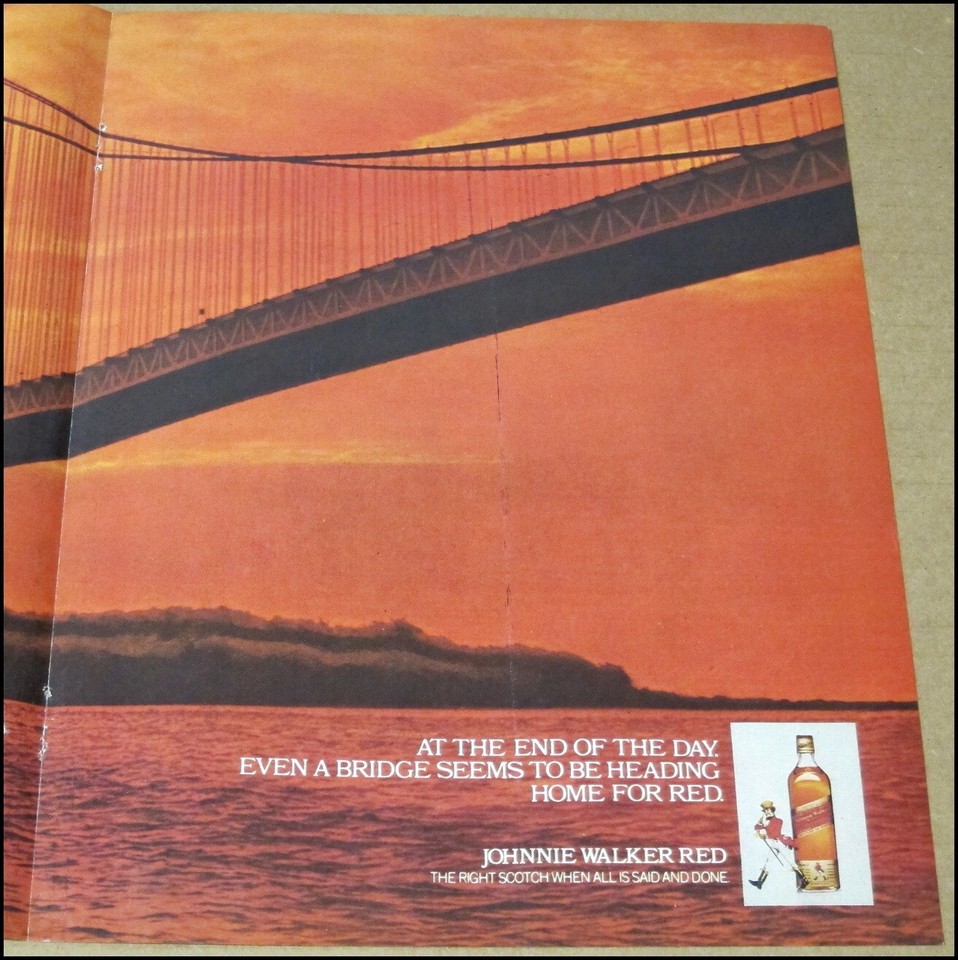 AT THE END OF THE DAY.
EVEN A BRIDGE SEEMS TO BE HEADING
HOME FOR RED.
JOHNNIE WALKER RED
THE RIGHT SCOTCH WHEN ALL IS SAID AND DONE.